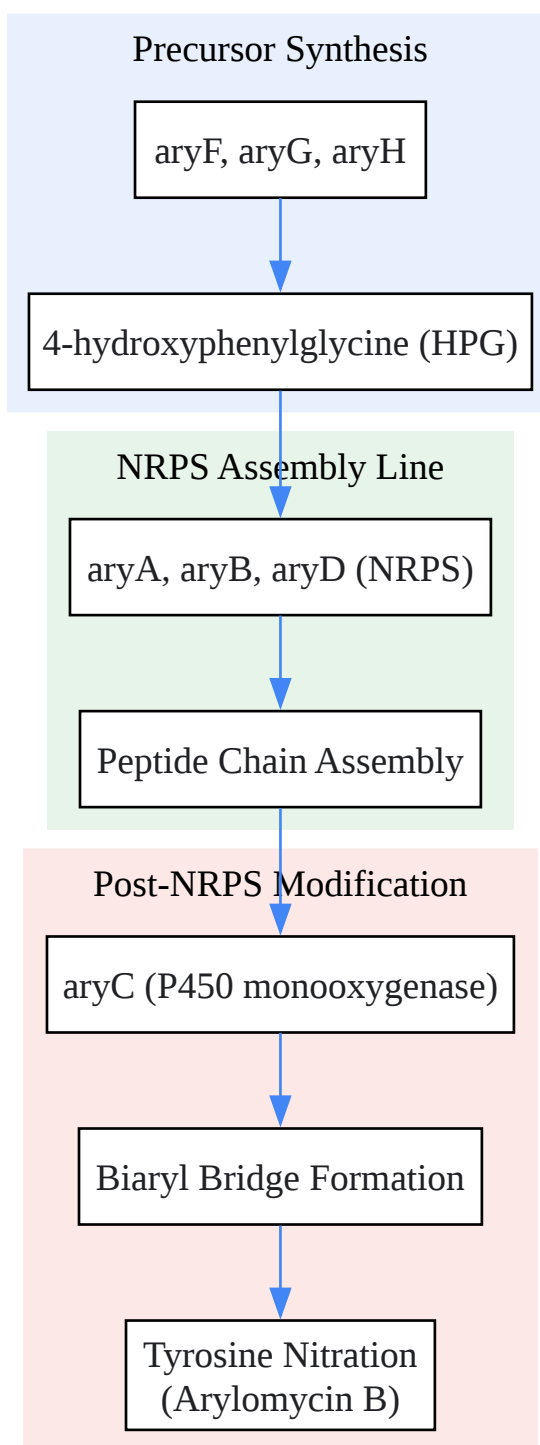 Precursor Synthesis
aryF, aryG, aryH
4-hydroxyphenylglycine (HPG)
NRPS Assembly Line
aryA, aryB, aryD (NRPS)
Peptide Chain Assembly
Post-NRPS Modification
aryC (P450 monooxygenase)
Biaryl Bridge Formation
Tyrosine Nitration
(Arylomycin B)